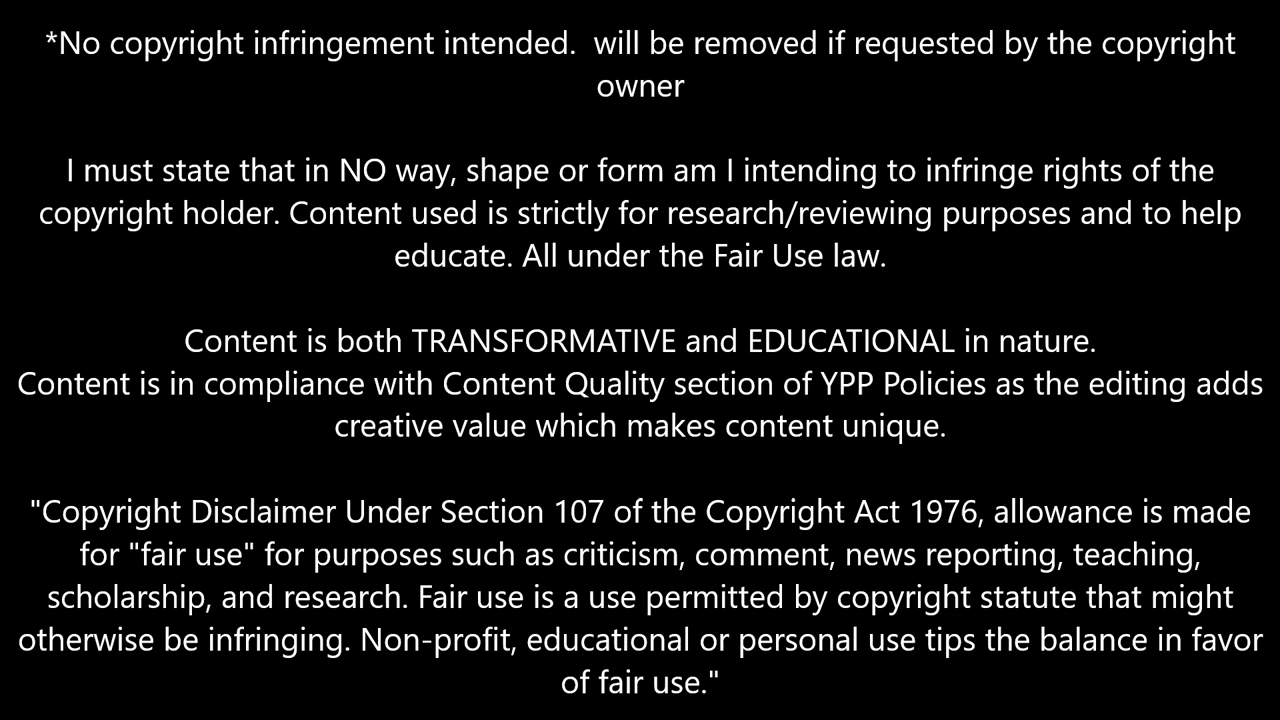 *No copyright infringement intended.  will be removed if requested by the copyright
owner
I must state that in NO way, shape or form am I intending to infringe rights of the
copyright holder. Content used is strictly for research/reviewing purposes and to help
educate. All under the Fair Use law.
Content is both TRANSFORMATIVE and EDUCATIONAL in nature.
Content is in compliance with Content Quality section of YPP Policies as the editing adds
creative value which makes content unique.
"Copyright Disclaimer Under Section 107 of the Copyright Act 1976, allowance is made
for "fair use" for purposes such as criticism, comment, news reporting, teaching,
scholarship, and research. Fair use is a use permitted by copyright statute that might
otherwise be infringing. Non-profit, educational or personal use tips the balance in favor
of fair use."